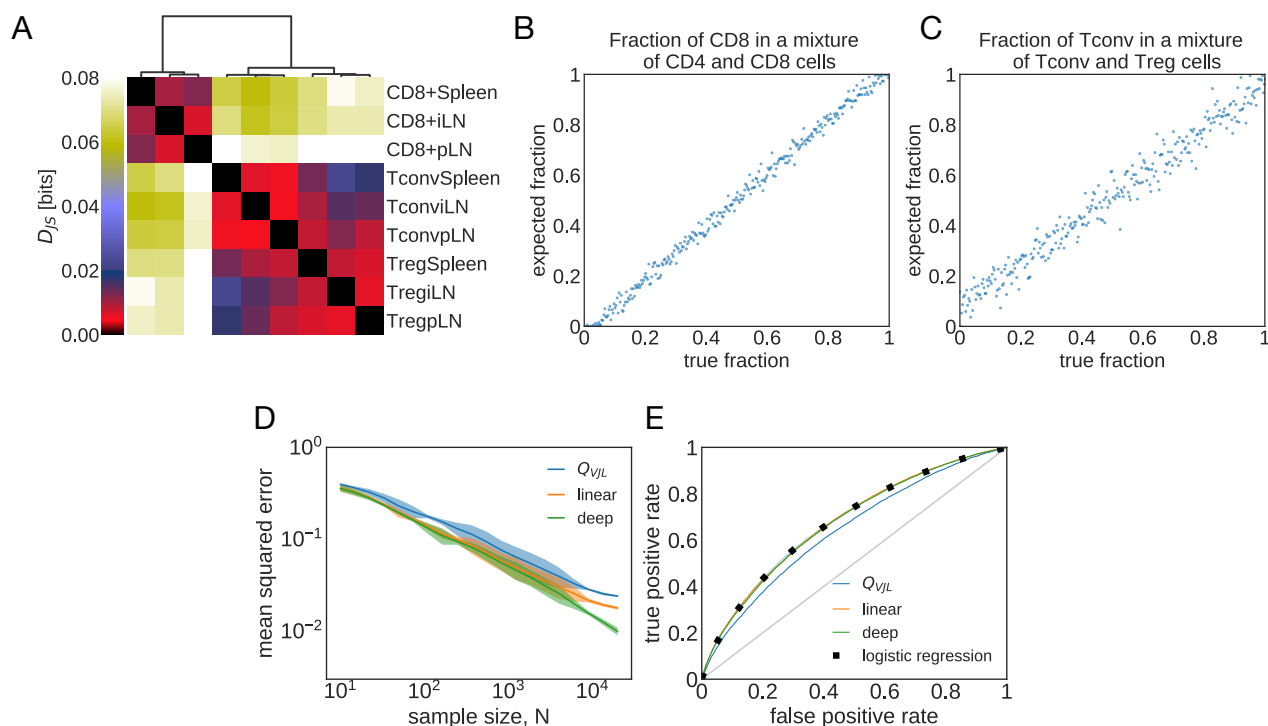 A
0.08
0.06
0.04
0.02
0.00
D_JS [bits]
CD8+Spleen
CD8+iLN
CD8+pLN
TconvSpleen
TconviLN
TconvpLN
TregSpleen
TregiLN
TregpLN
B
Fraction of CD8 in a mixture
of CD4 and CD8 cells
1
0.8
0.6
0.4
0.2
0
expected fraction
0.2
0.4
0.6
0.8
1
true fraction
C
Fraction of Tconv in a mixture
of Tconv and Treg cells
1
0.8
0.6
0.4
0.2
0
expected fraction
0
0.2
0.4
0.6
0.8
1
true fraction
D
10^0
10^-1
10^-2
mean squared error
Q_VJL
linear
deep
10^1
10^2
10^3
10^4
sample size, N
E
1
0.8
0.6
0.4
0.2
0
true positive rate
Q_VJL
linear
deep
logistic regression
0
0.2
0.4
0.6
0.8
1
false positive rate